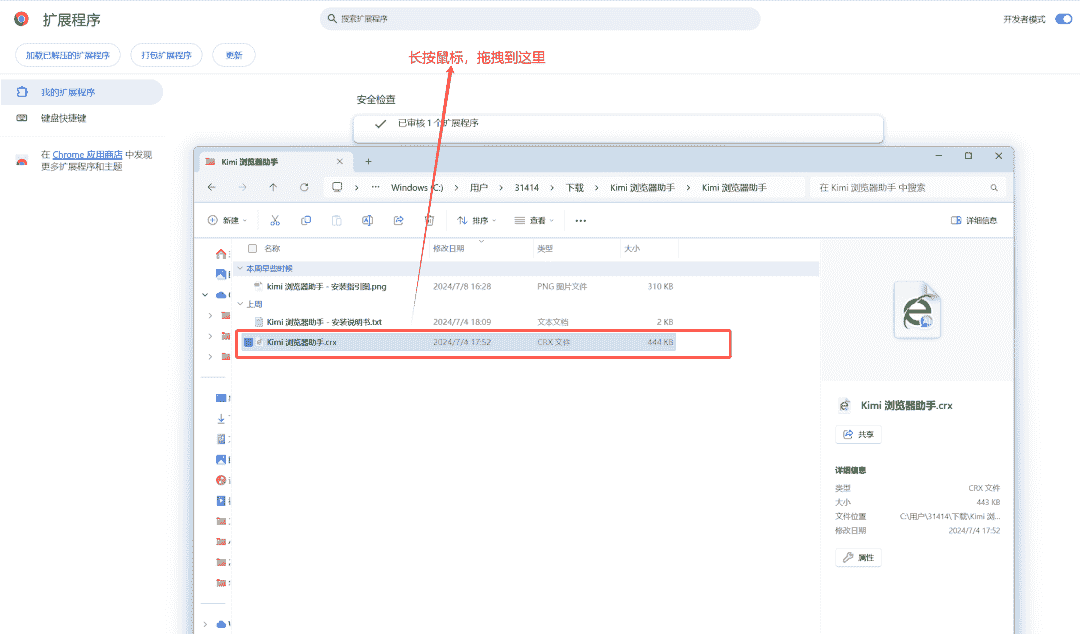 扩展程序
搜索扩展程序
开发者模式
加载已解压的扩展程序
打包扩展程序
更新
长按鼠标，拖拽到这里
我的扩展程序
键盘快捷键
在 Chrome 应用商店 中发现
更多扩展程序和主题
安全检查
已审核 1 个扩展程序
Kimi 浏览器助手
Windows (C:) 用户 31414 下载 Kimi 浏览器助手 Kimi 浏览器助手
在 Kimi 浏览器助手 中搜索
新建
排序
查看
详细信息
名称 修改日期 类型 大小
本周早些时候
kimi 浏览器助手 - 安装指引图.png 2024/7/8 16:28 PNG 图片文件 310 KB
上周
Kimi 浏览器助手 - 安装说明书.txt 2024/7/4 18:09 文本文档 2 KB
Kimi 浏览器助手.crx 2024/7/4 17:52 CRX 文件 444 KB
Kimi 浏览器助手.crx
共享
详细信息
类型 CRX 文件
大小 443 KB
文件位置 C:\用户\31414\下载\Kimi 浏...
修改日期 2024/7/4 17:52
属性